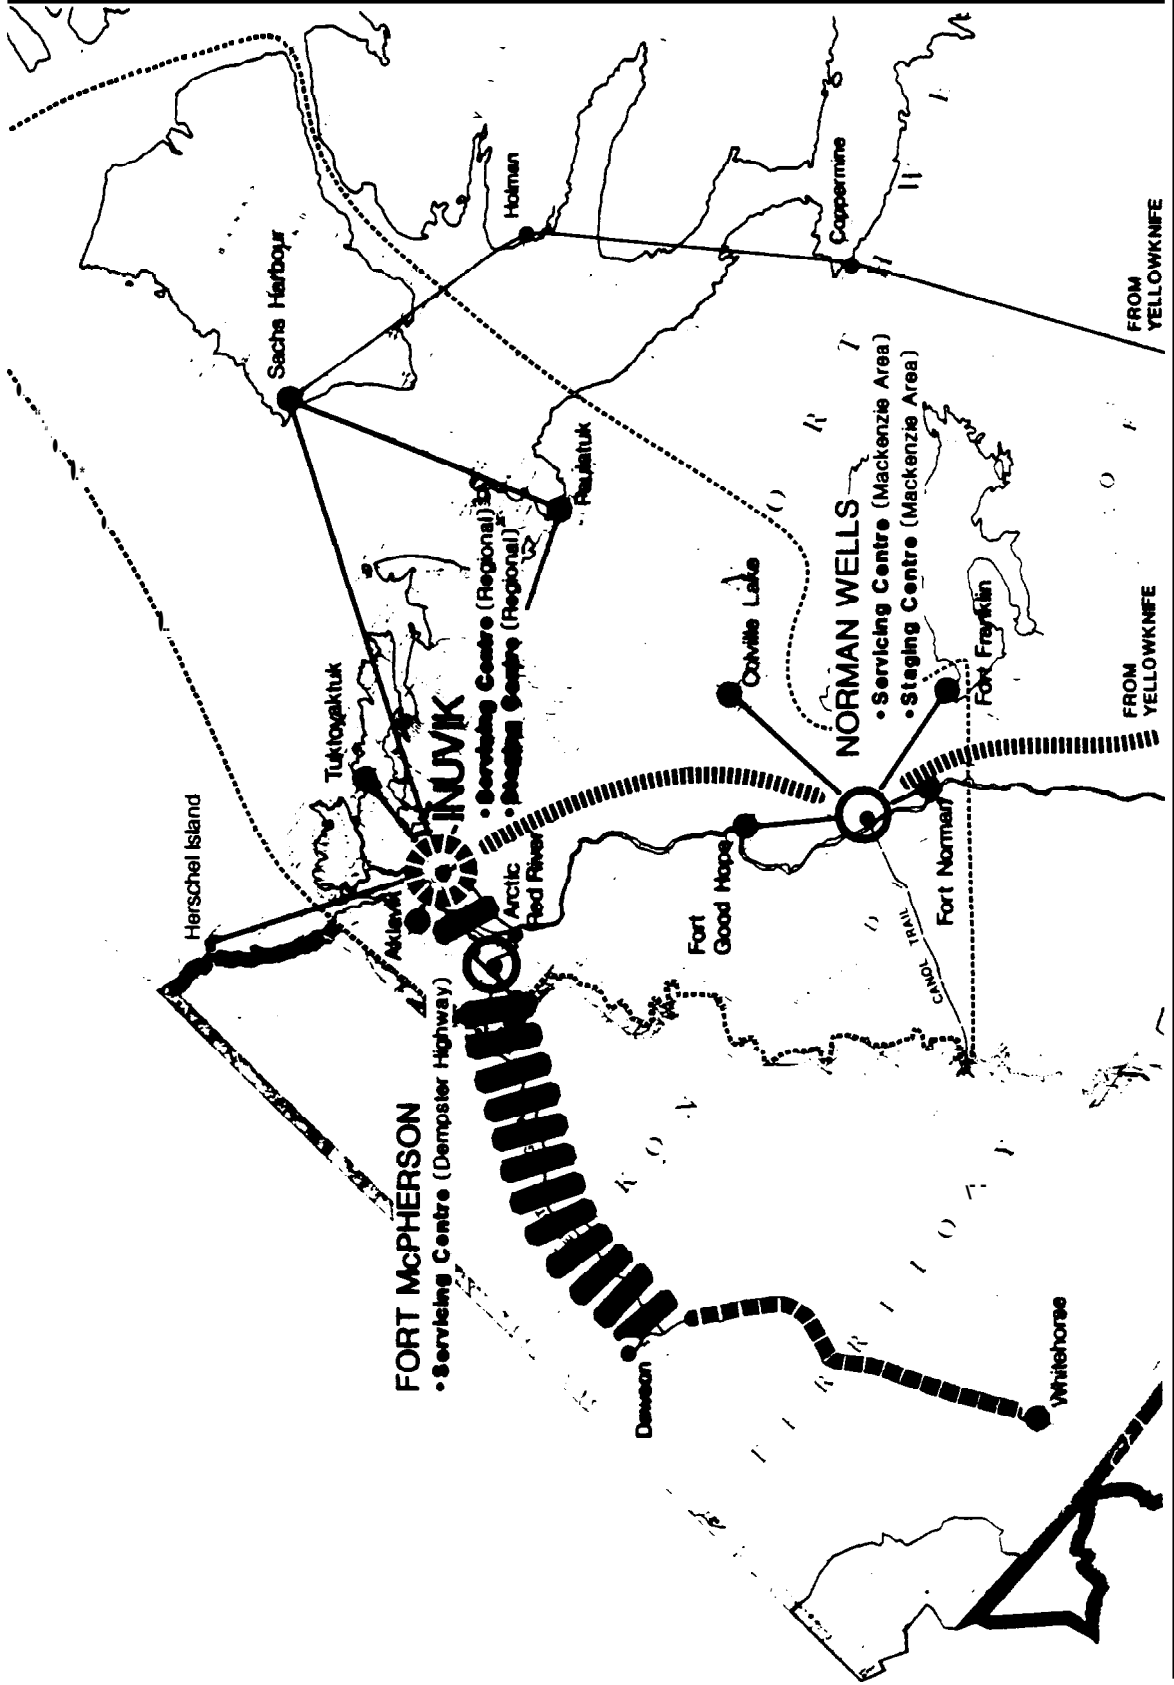 Herschel Island
Tuktoyaktuk
Sachs Harbour
Holman
Coppermine
FROM
YELLOWKNIFE
Aklavik
INUVIK
• Servicing Centre (Regional)
• Staging Centre (Regional)
Paulatuk
Arctic
Red River
FORT McPHERSON
• Servicing Centre (Dempster Highway)
Colville Lake
Fort
Good Hope
NORMAN WELLS
• Servicing Centre (Mackenzie Area)
• Staging Centre (Mackenzie Area)
Fort Franklin
Fort Norman
CANOL TRAIL
FROM
YELLOWKNIFE
Dawson
Whitehorse